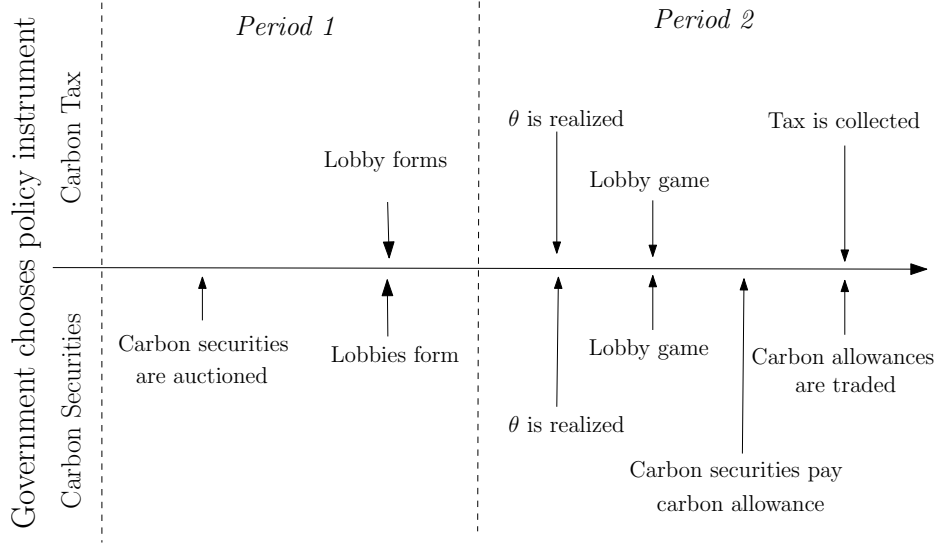 Government chooses policy instrument
Carbon Tax
Carbon Securities
Period 1
Period 2
θ is realized
Tax is collected
Lobby forms
Lobby game
Carbon securities
are auctioned
Lobbies form
Lobby game
Carbon allowances
are traded
θ is realized
Carbon securities pay
carbon allowance